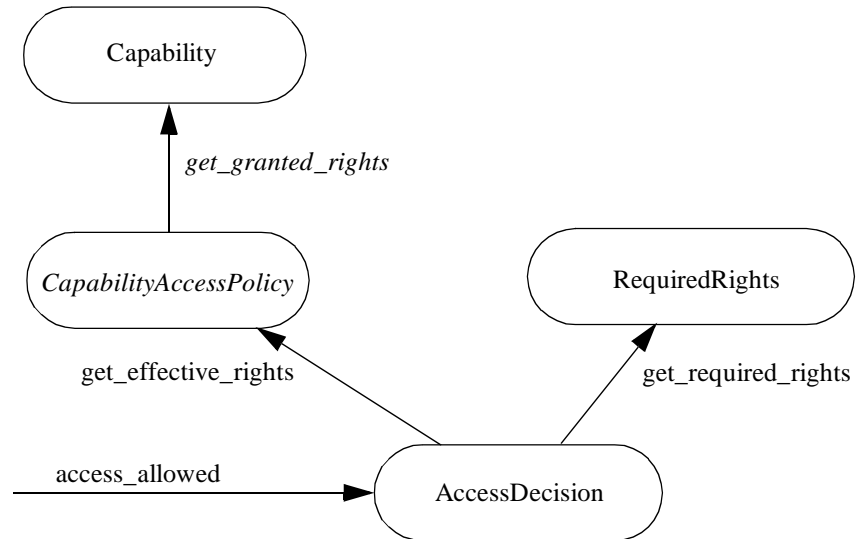 Capability
get_granted_rights
CapabilityAccessPolicy
RequiredRights
get_effective_rights
get_required_rights
access_allowed
AccessDecision